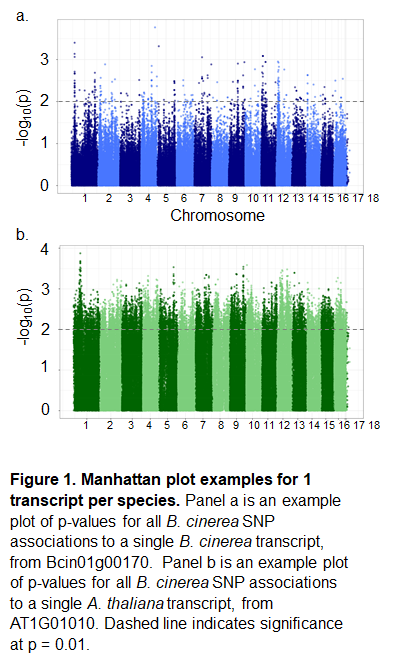 a.
3
2
1
0
-log10(p)
1 2 3 4 5 6 7 8 9 10 11 12 13 14 15 16 17 18
Chromosome
b.
4
3
2
1
0
-log10(p)
1 2 3 4 5 6 7 8 9 10 11 12 13 14 15 16 17 18
Figure 1. Manhattan plot examples for 1
transcript per species. Panel a is an example
plot of p-values for all B. cinerea SNP
associations to a single B. cinerea transcript,
from Bcin01g00170. Panel b is an example plot
of p-values for all B. cinerea SNP associations
to a single A. thaliana transcript, from
AT1G01010. Dashed line indicates significance
at p = 0.01.